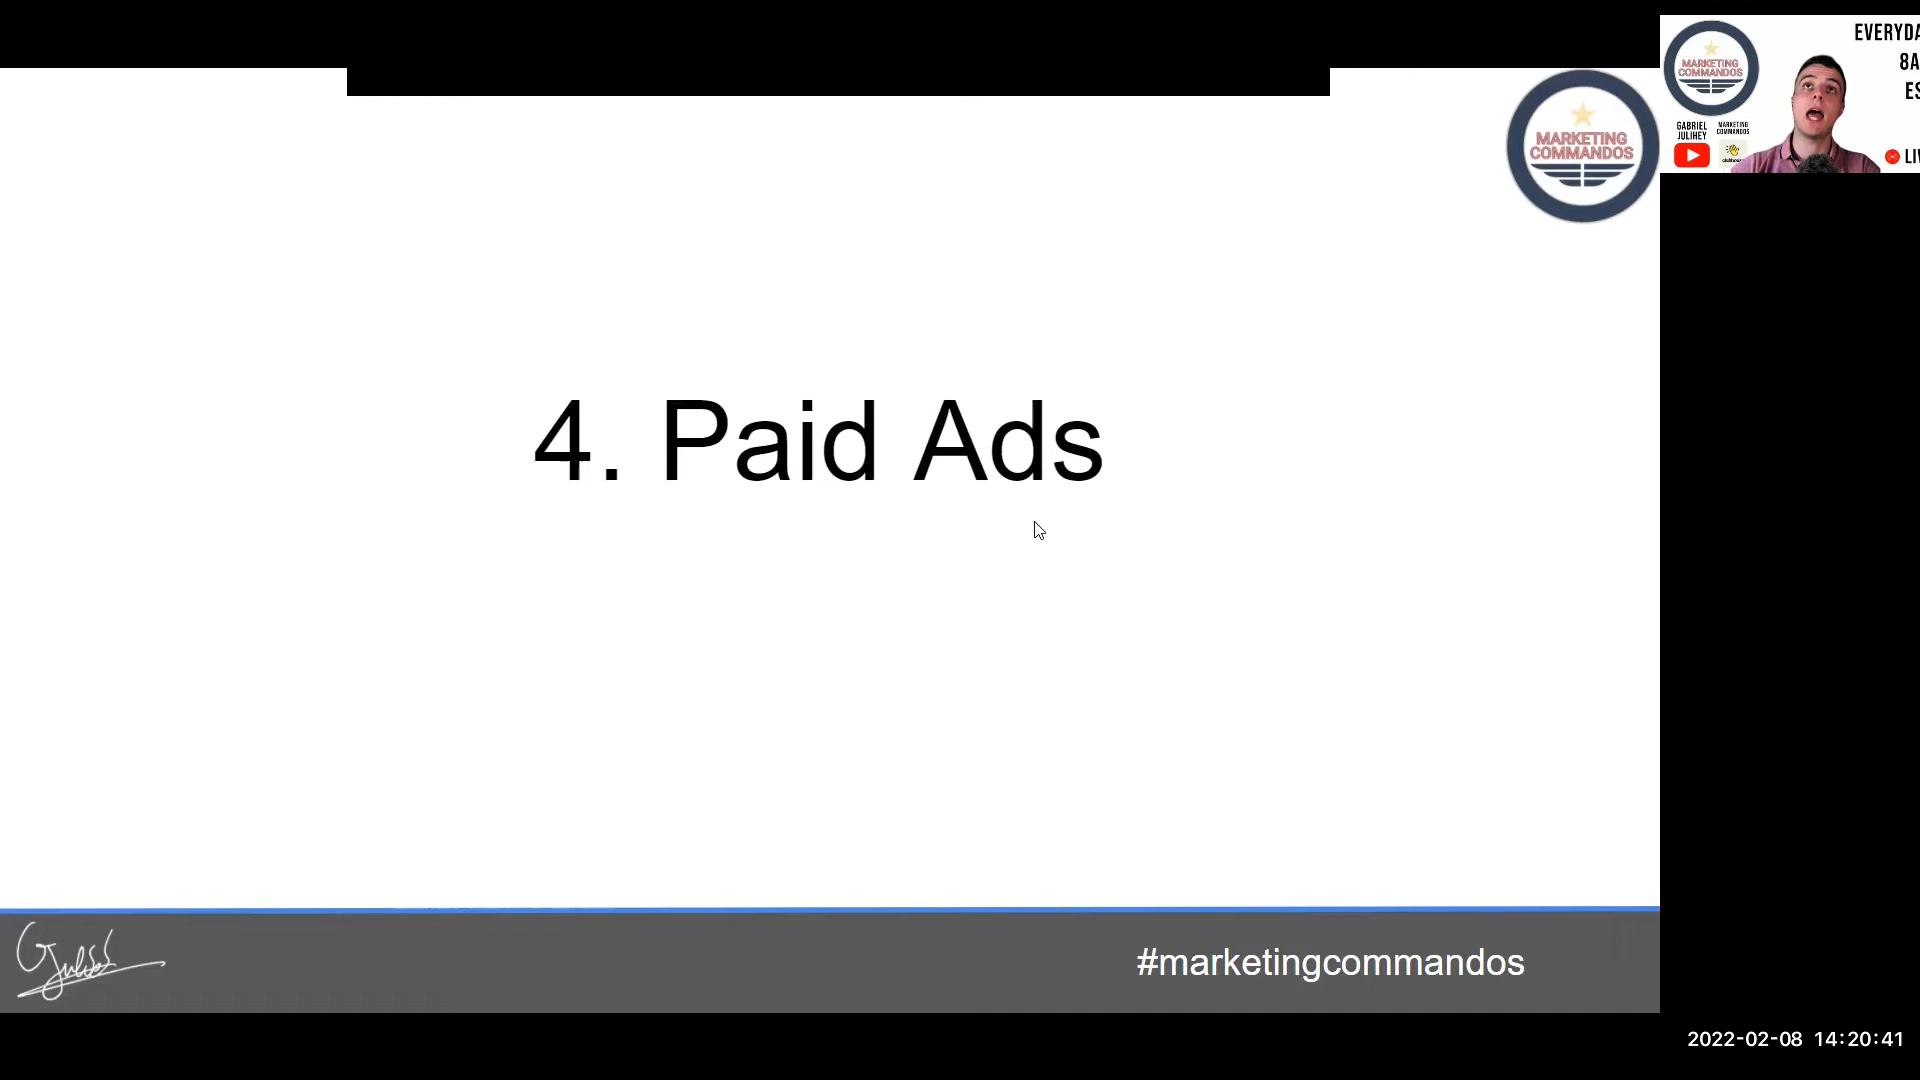 EVERYDA
8A
ES
MARKETING
COMMANDOS
GABRIEL
JULIHEY
MARKETING
COMMANDOS
LIV
MARKETING
COMMANDOS
4. Paid Ads
#marketingcommandos
2022-02-08 14:20:41